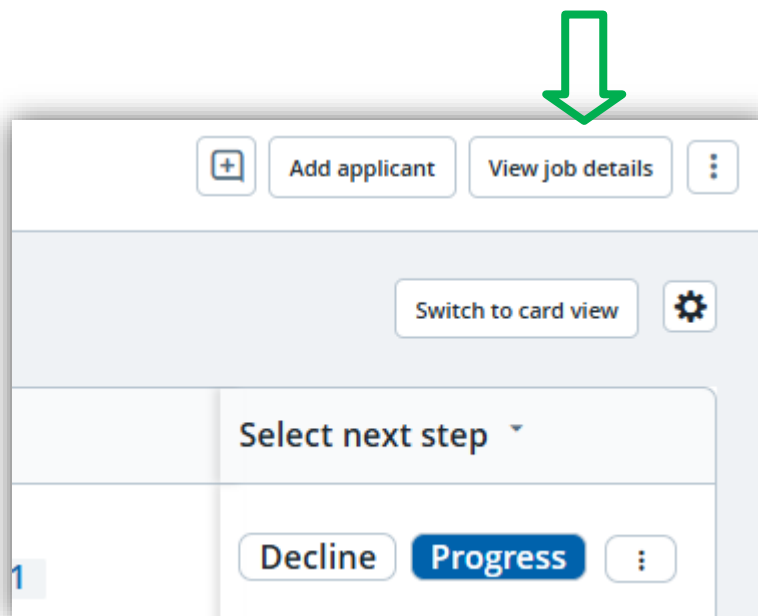 Add applicant View job details
Switch to card view
Select next step
1 Decline Progress